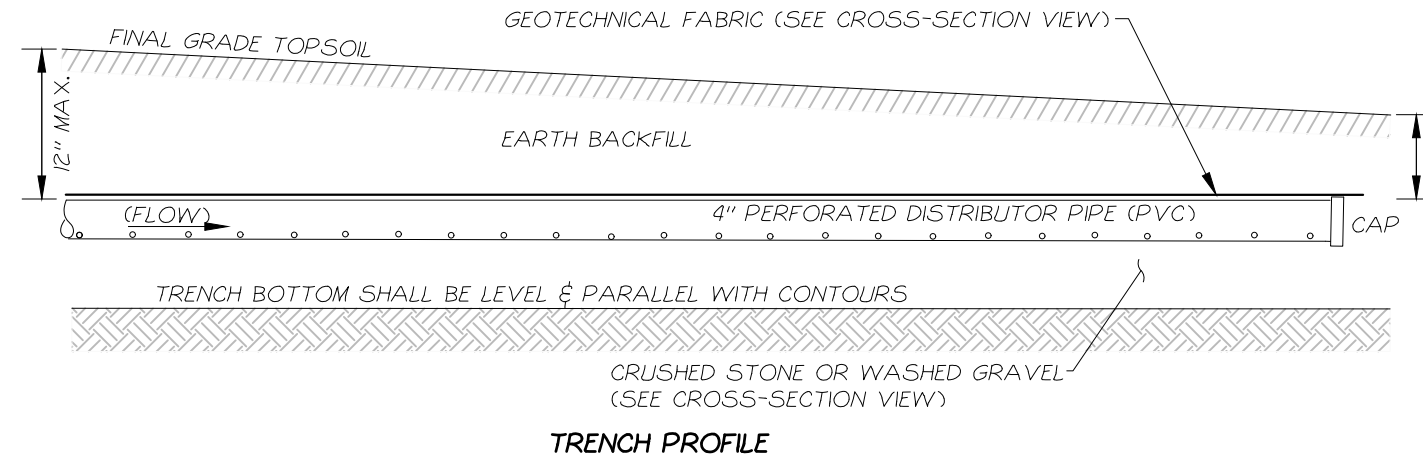 GEOTECHNICAL FABRIC (SEE CROSS-SECTION VIEW)
FINAL GRADE TOPSOIL
12" MAX.
EARTH BACKFILL
(FLOW)
4" PERFORATED DISTRIBUTOR PIPE (PVC)
CAP
TRENCH BOTTOM SHALL BE LEVEL & PARALLEL WITH CONTOURS
CRUSHED STONE OR WASHED GRAVEL
(SEE CROSS-SECTION VIEW)
TRENCH PROFILE